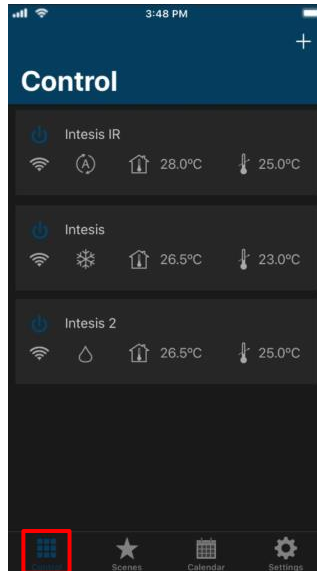 3:48 PM
+
Control
Intesis IR
A 28.0ºC 25.0ºC
Intesis
26.5ºC 23.0ºC
Intesis 2
26.5ºC 25.0ºC
Control Scenes Calendar Settings